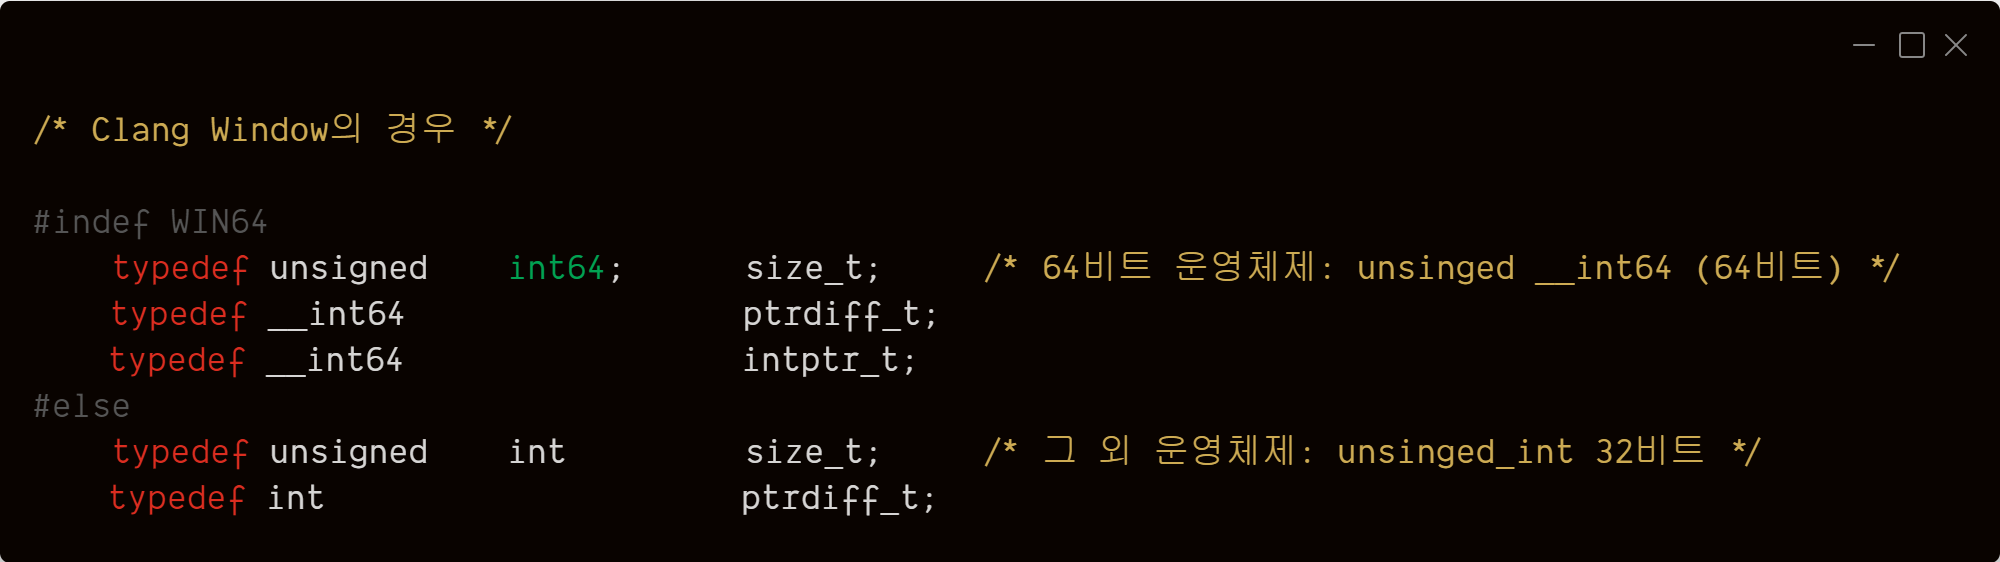 /* Clang Window의 경우 */
#indef WIN64
typedef unsigned int64; size_t; /* 64비트 운영체제: unsinged __int64 (64비트) */
typedef __int64 ptrdiff_t;
typedef __int64 intptr_t;
#else
typedef unsigned int size_t; /* 그 외 운영체제: unsinged_int 32비트 */
typedef int ptrdiff_t;